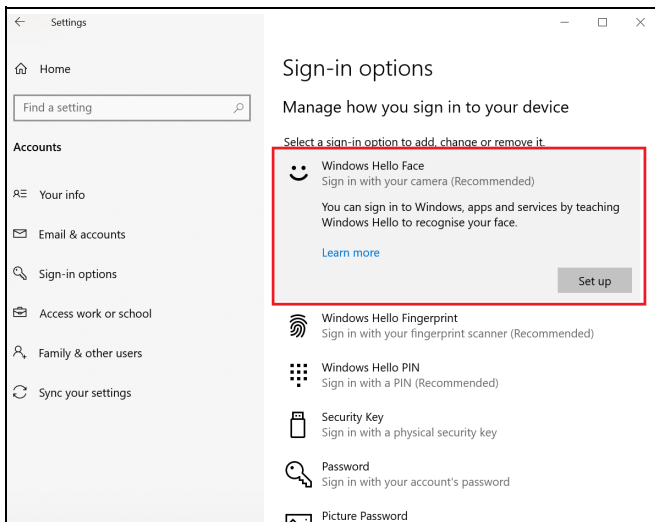 Settings
Home
Find a setting
Accounts
Your info
Email & accounts
Sign-in options
Access work or school
Family & other users
Sync your settings
Sign-in options
Manage how you sign in to your device
Select a sign-in option to add, change or remove it.
Windows Hello Face
Sign in with your camera (Recommended)
You can sign in to Windows, apps and services by teaching
Windows Hello to recognise your face.
Learn more
Set up
Windows Hello Fingerprint
Sign in with your fingerprint scanner (Recommended)
Windows Hello PIN
Sign in with a PIN (Recommended)
Security Key
Sign in with a physical security key
Password
Sign in with your account's password
Picture Password